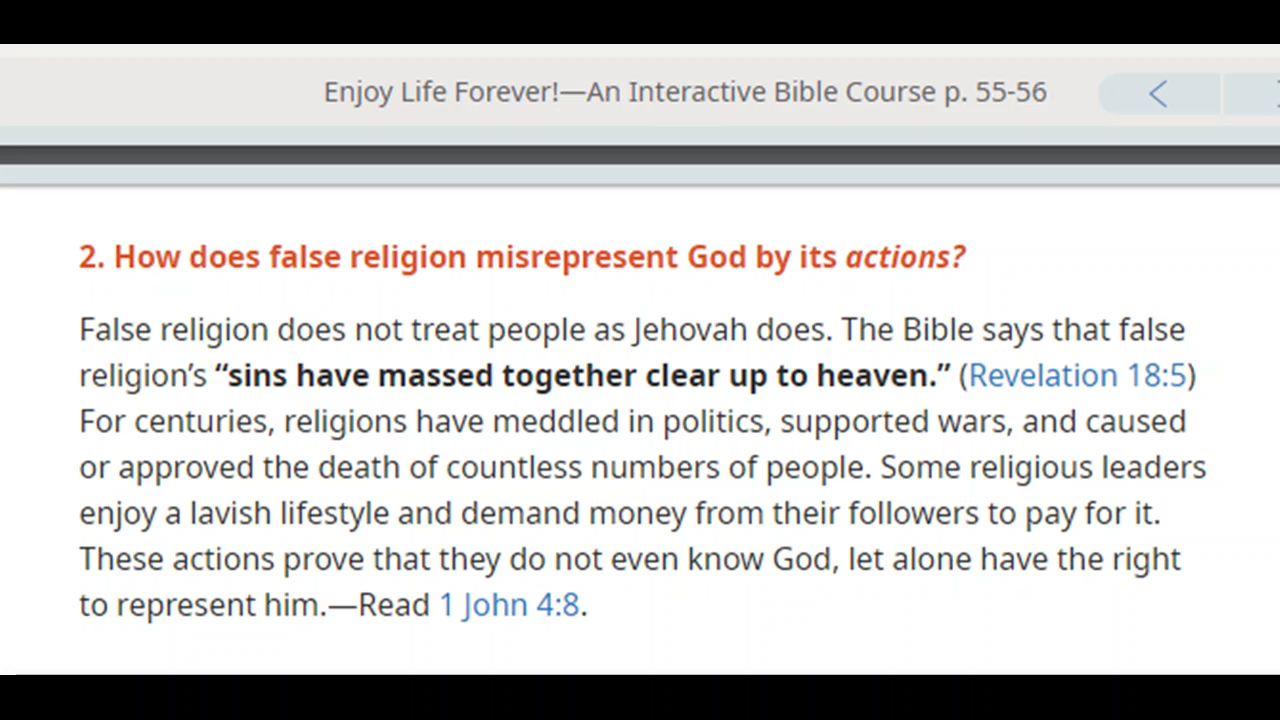 Enjoy Life Forever!—An Interactive Bible Course p. 55-56
2. How does false religion misrepresent God by its actions?
False religion does not treat people as Jehovah does. The Bible says that false
religion’s “sins have massed together clear up to heaven.” (Revelation 18:5)
For centuries, religions have meddled in politics, supported wars, and caused
or approved the death of countless numbers of people. Some religious leaders
enjoy a lavish lifestyle and demand money from their followers to pay for it.
These actions prove that they do not even know God, let alone have the right
to represent him.—Read 1 John 4:8.